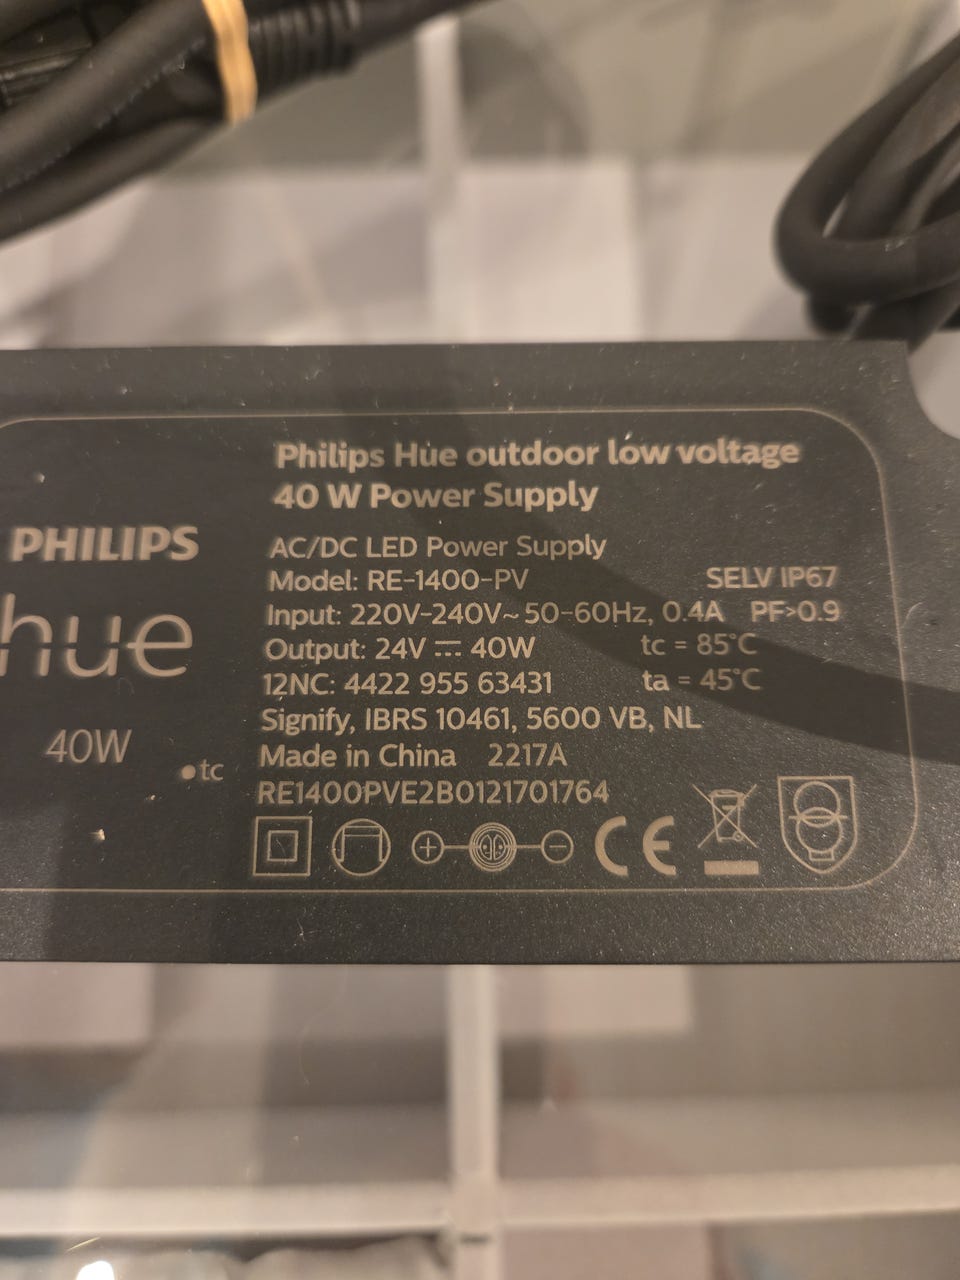 Philips Hue outdoor low voltage
40 W Power Supply
PHILIPS
hue
40W
•tc
AC/DC LED Power Supply
Model: RE-1400-PV SELV IP67
Input: 220V-240V~ 50-60Hz, 0.4A PF>0.9
Output: 24V ⎓ 40W tc = 85°C
12NC: 4422 955 63431 ta = 45°C
Signify, IBRS 10461, 5600 VB, NL
Made in China 2217A
RE1400PVE2B0121701764
CE